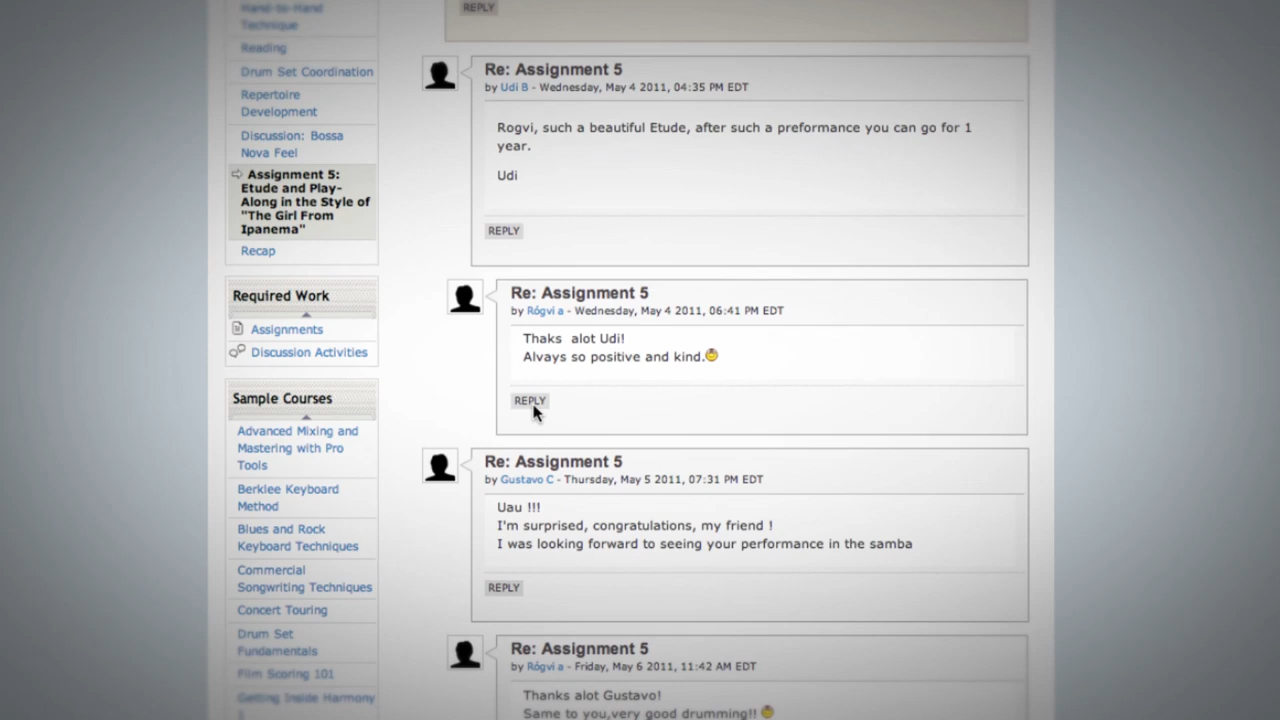 Hand-to-Hand
Technique
Reading
Drum Set Coordination
Repertoire
Development
Discussion: Bossa
Nova Feel
Assignment 5:
Etude and Play-
Along in the Style of
"The Girl From
Ipanema"
Recap
Required Work
Assignments
Discussion Activities
Sample Courses
Advanced Mixing and
Mastering with Pro
Tools
Berklee Keyboard
Method
Blues and Rock
Keyboard Techniques
Commercial
Songwriting Techniques
Concert Touring
Drum Set
Fundamentals
Film Scoring 101
Getting Inside Harmony
1
REPLY
Re: Assignment 5
by Udi B - Wednesday, May 4 2011, 04:35 PM EDT
Rogvi, such a beautiful Etude, after such a preformance you can go for 1
year.
Udi
REPLY
Re: Assignment 5
by Rógvi a - Wednesday, May 4 2011, 06:41 PM EDT
Thaks alot Udi!
Alvays so positive and kind.
REPLY
Re: Assignment 5
by Gustavo C - Thursday, May 5 2011, 07:31 PM EDT
Uau !!!
I'm surprised, congratulations, my friend !
I was looking forward to seeing your performance in the samba
REPLY
Re: Assignment 5
by Rógvi a - Friday, May 6 2011, 11:42 AM EDT
Thanks alot Gustavo!
Same to you,very good drumming!!